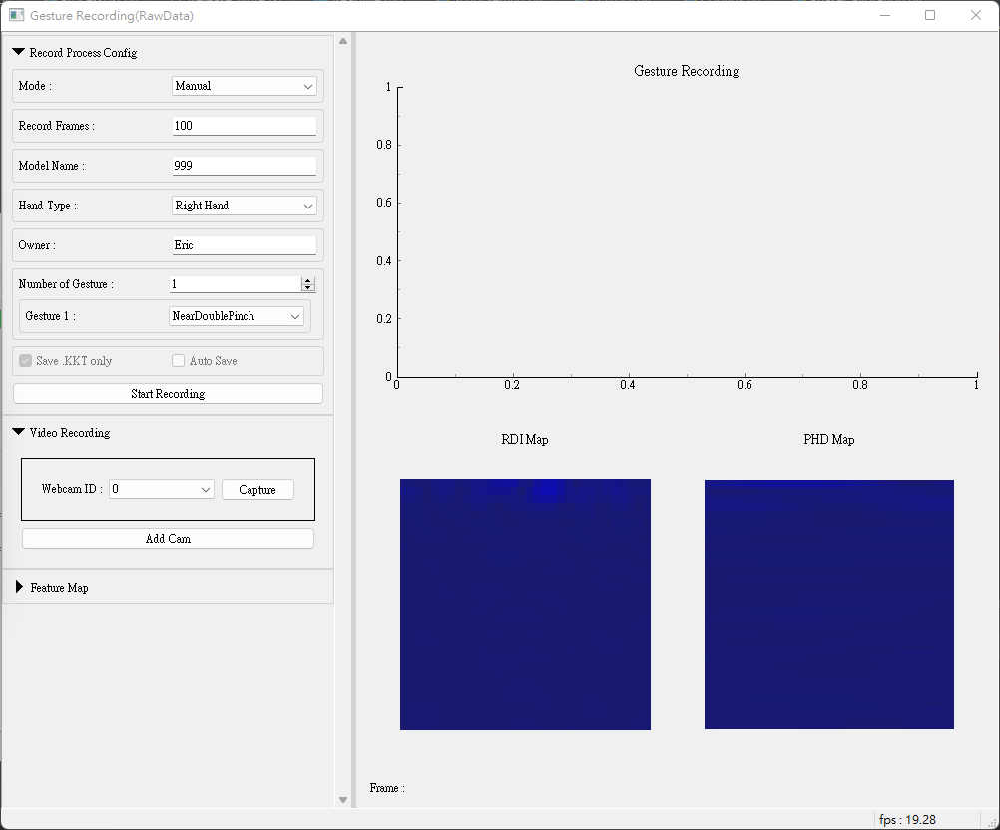 Gesture Recording(RawData)
Record Process Config
Mode : Manual
Record Frames : 100
Model Name : 999
Hand Type : Right Hand
Owner : Eric
Number of Gesture : 1
Gesture 1 : NearDoublePinch
Save .KKT only Auto Save
Start Recording
Video Recording
Webcam ID : 0 Capture
Add Cam
Feature Map
Gesture Recording
1
0.8
0.6
0.4
0.2
0
0 0.2 0.4 0.6 0.8 1
RDI Map PHD Map
Frame :
fps : 19.28